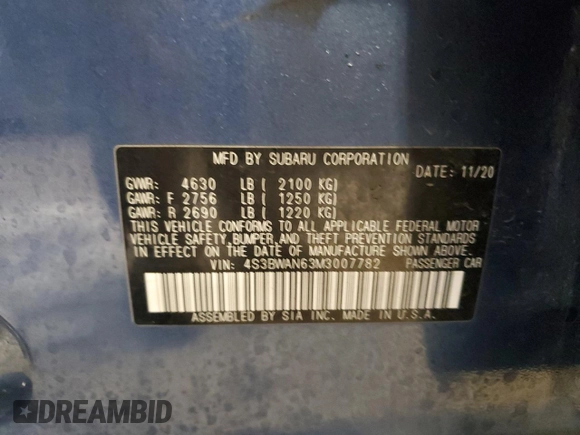 MFD BY SUBARU CORPORATION
DATE: 11/20
GVWR: 4630 LB ( 2100 KG)
GAWR: F 2756 LB ( 1250 KG)
GAWR: R 2690 LB ( 1220 KG)
THIS VEHICLE CONFORMS TO ALL APPLICABLE FEDERAL MOTOR
VEHICLE SAFETY, BUMPER, AND THEFT PREVENTION STANDARDS
IN EFFECT ON THE DATE OF MANUFACTURE SHOWN ABOVE.
VIN: 4S3BWAN63M3007782 PASSENGER CAR
ASSEMBLED BY SIA INC. MADE IN U.S.A.
DREAMBID